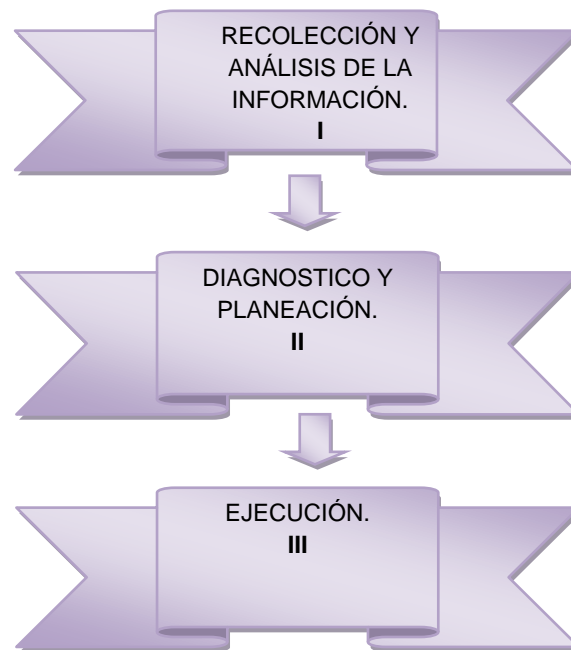 RECOLECCIÓN Y
ANÁLISIS DE LA
INFORMACIÓN.
I
DIAGNOSTICO Y
PLANEACIÓN.
II
EJECUCIÓN.
III